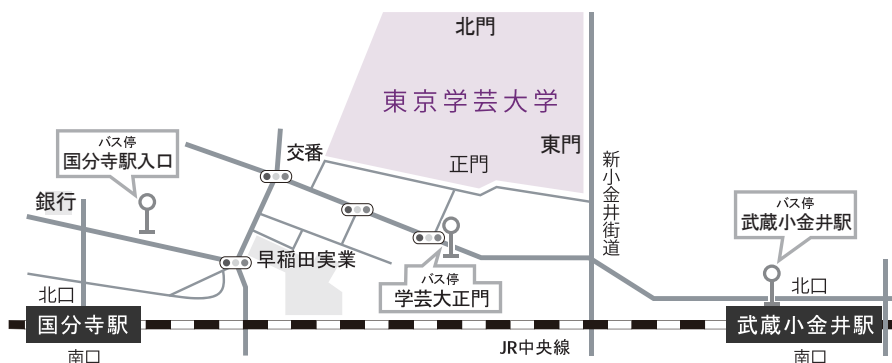 北門
東京学芸大学
東門
正門
交番
バス停
国分寺駅入口
新小金井街道
銀行
バス停
武蔵小金井駅
早稲田実業
バス停
学芸大正門
北口
北口
国分寺駅
武蔵小金井駅
JR中央線
南口
南口